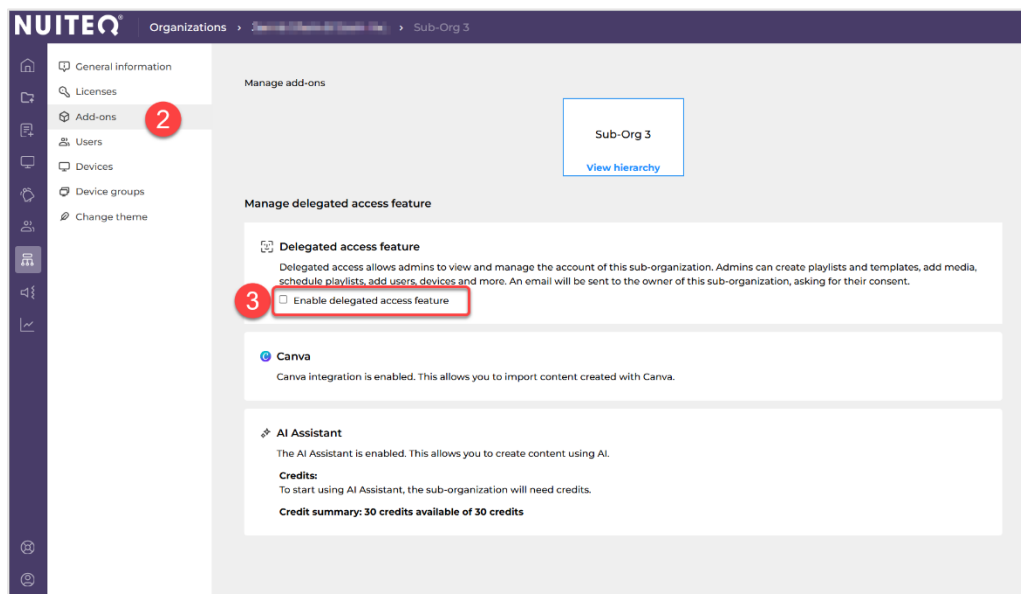 NUITEQ
Organizations › › Sub-Org 3
General information
Licenses
Add-ons
2
Users
Devices
Device groups
Change theme
Manage add-ons
Sub-Org 3
View hierarchy
Manage delegated access feature
Delegated access feature
Delegated access allows admins to view and manage the account of this sub-organization. Admins can create playlists and templates, add media,
schedule playlists, add users, devices and more. An email will be sent to the owner of this sub-organization, asking for their consent.
3
Enable delegated access feature
Canva
Canva integration is enabled. This allows you to import content created with Canva.
AI Assistant
The AI Assistant is enabled. This allows you to create content using AI.
Credits:
To start using AI Assistant, the sub-organization will need credits.
Credit summary: 30 credits available of 30 credits